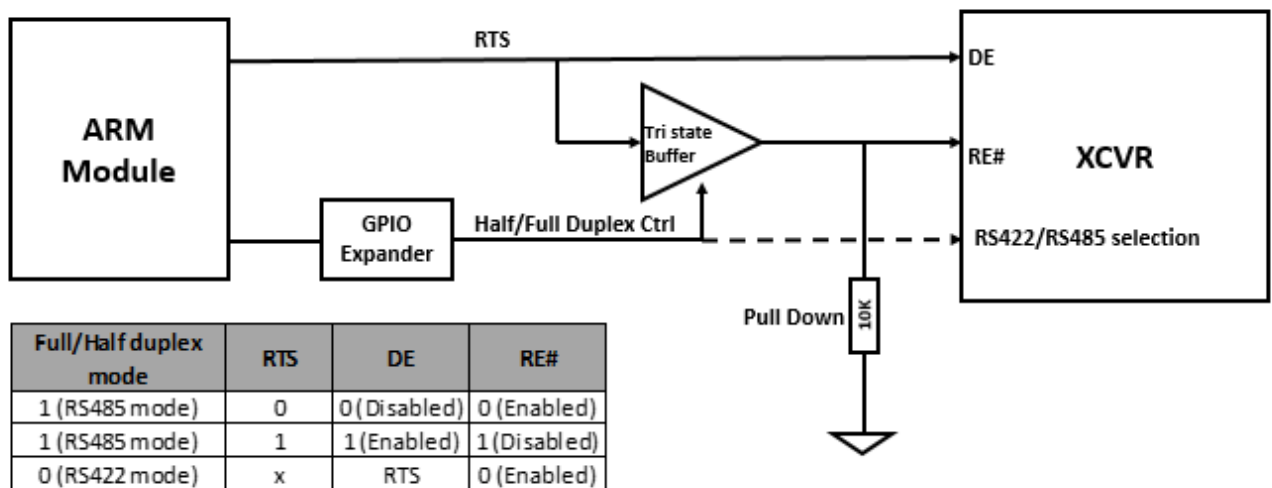 RTS
ARM
Module
DE
Tri state
Buffer
RE#
XCVR
GPIO
Expander
Half/Full Duplex Ctrl
RS422/RS485 selection
Pull Down
10K
Full/Half duplex
mode
RTS
DE
RE#
1 (RS485 mode) 0 0 (Disabled) 0 (Enabled)
1 (RS485 mode) 1 1 (Enabled) 1 (Disabled)
0 (RS422 mode) x RTS 0 (Enabled)